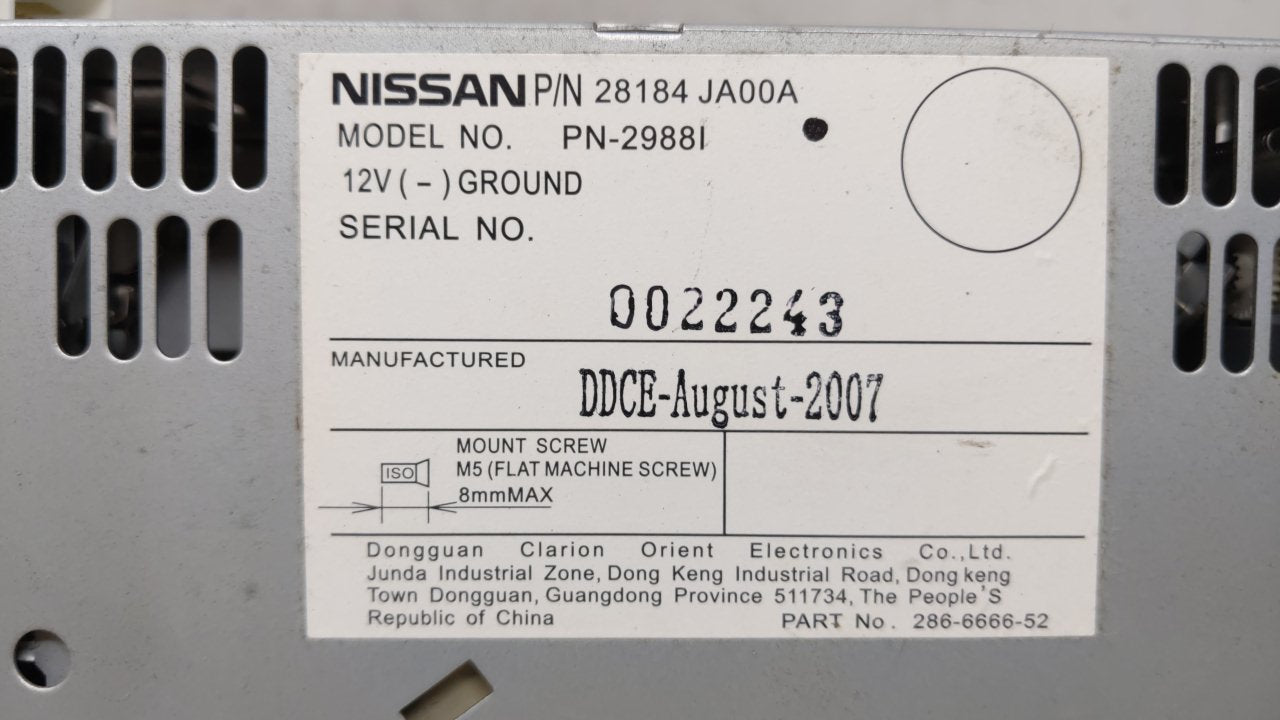 NISSAN P/N 28184 JA00A
MODEL NO. PN-2988I
12V ( – ) GROUND
SERIAL NO.
0022243
MANUFACTURED
DDCE-August-2007
MOUNT SCREW
ISO M5 (FLAT MACHINE SCREW)
8mmMAX
Dongguan Clarion Orient Electronics Co.,Ltd.
Junda Industrial Zone, Dong Keng Industrial Road, Dong keng
Town Dongguan, Guangdong Province 511734, The People'S
Republic of China PART No. 286-6666-52